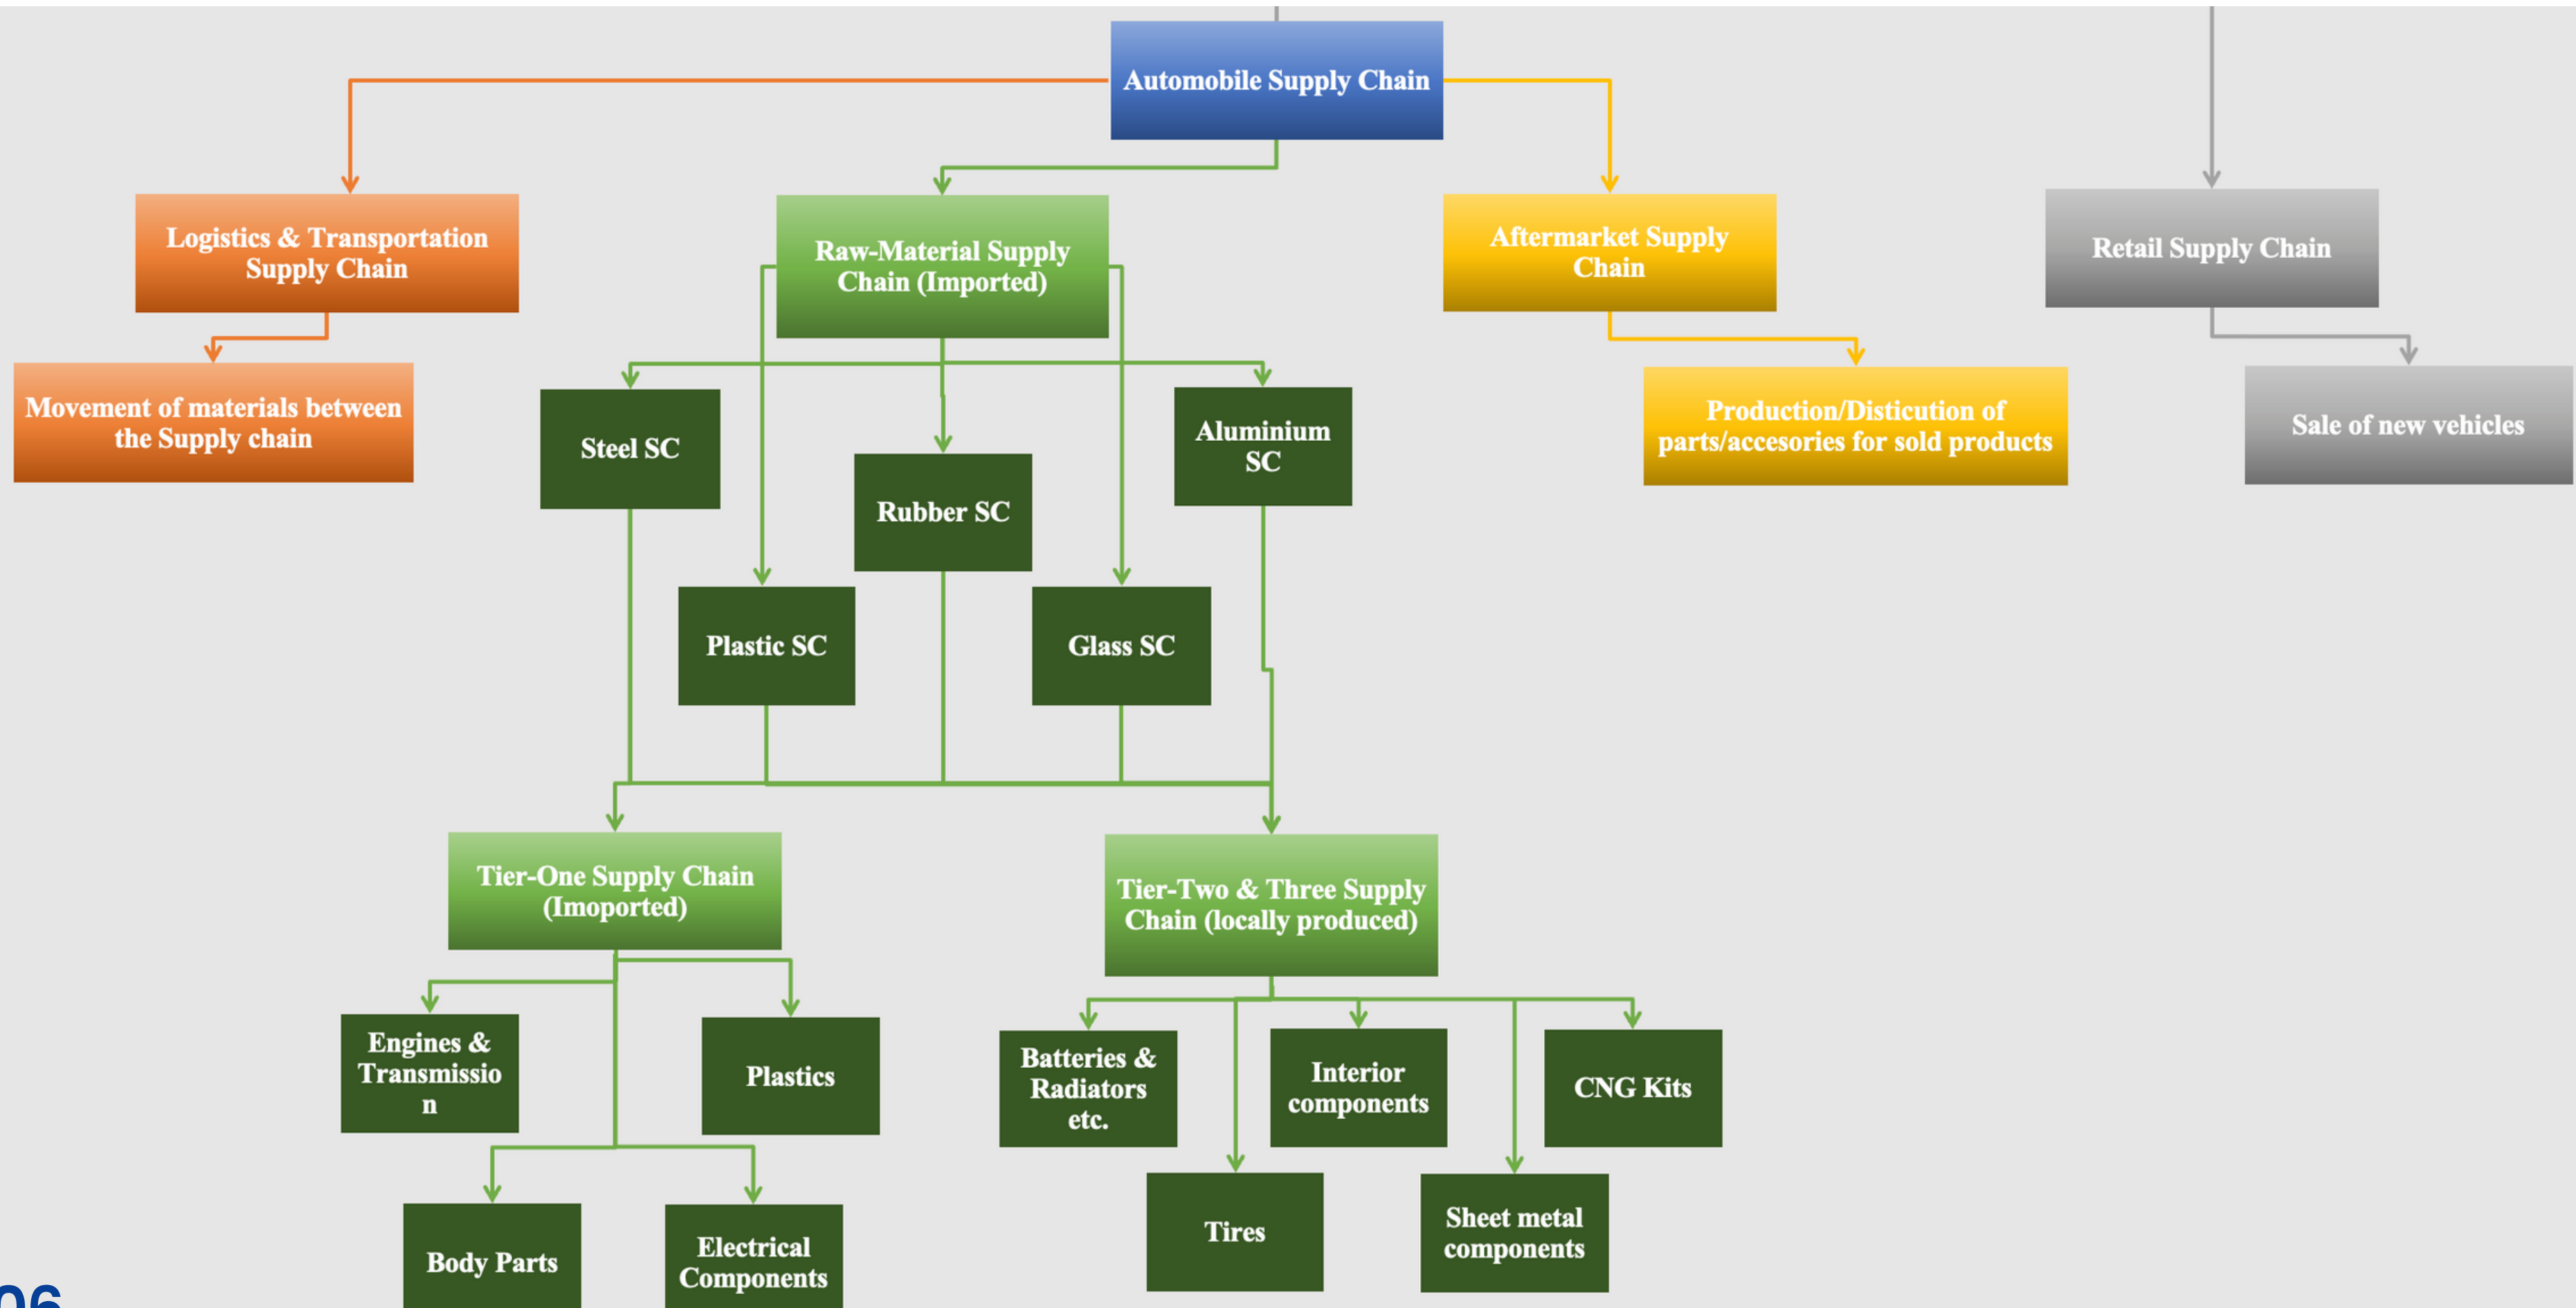 Automobile Supply Chain
Logistics & Transportation
Supply Chain
Raw-Material Supply
Chain (Imported)
Aftermarket Supply
Chain
Retail Supply Chain
Movement of materials between
the Supply chain
Steel SC
Rubber SC
Aluminium
SC
Production/Disticution of
parts/accesories for sold products
Sale of new vehicles
Plastic SC
Glass SC
Tier-One Supply Chain
(Imoported)
Tier-Two & Three Supply
Chain (locally produced)
Engines &
Transmissio
n
Plastics
Batteries &
Radiators
etc.
Interior
components
CNG Kits
Body Parts
Electrical
Components
Tires
Sheet metal
components
06